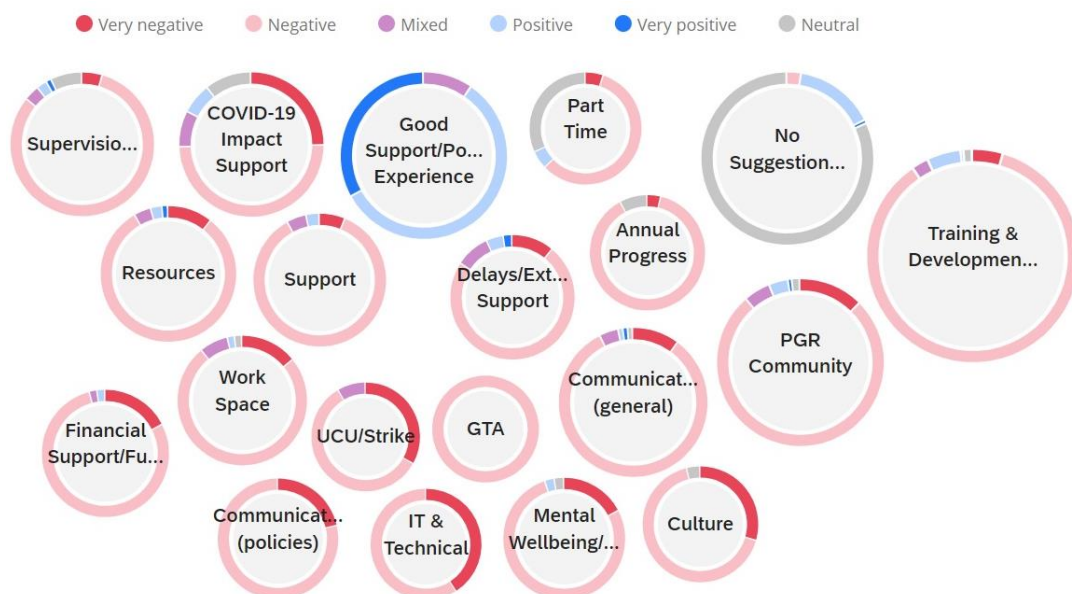 Very negative
Negative
Mixed
Positive
Very positive
Neutral
Supervisio...
COVID-19
Impact
Support
Good
Support/Po...
Experience
Part
Time
No
Suggestion...
Training &
Developmen...
Resources
Support
Delays/Ext...
Support
Annual
Progress
PGR
Community
Work
Space
Communicat...
(general)
Financial
Support/Fu...
UCU/Strike
GTA
Communicat...
(policies)
IT &
Technical
Mental
Wellbeing/...
Culture